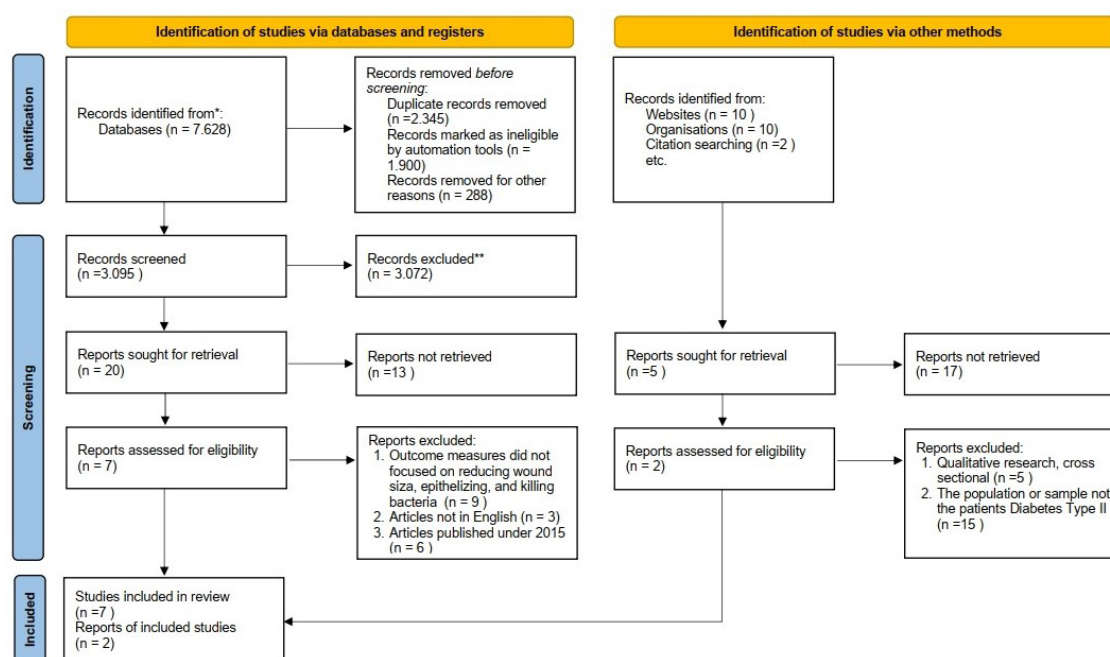 Identification of studies via databases and registers
Identification of studies via other methods
Identification
Records identified from*:
Databases (n = 7.628)
Records removed before
screening:
Duplicate records removed
(n =2.345)
Records marked as ineligible
by automation tools (n =
1.900)
Records removed for other
reasons (n = 288)
Records identified from:
Websites (n = 10 )
Organisations (n = 10)
Citation searching (n =2 )
etc.
Screening
Records screened
(n =3.095 )
Records excluded**
(n = 3.072)
Reports sought for retrieval
(n = 20)
Reports not retrieved
(n =13 )
Reports sought for retrieval
(n =5 )
Reports not retrieved
(n = 17)
Reports assessed for eligibility
(n = 7)
Reports excluded:
1. Outcome measures did not
focused on reducing wound
siza, epithelizing, and killing
bacteria (n = 9 )
2. Articles not in English (n = 3)
3. Articles published under 2015
(n = 6 )
Reports assessed for eligibility
(n = 2)
Reports excluded:
1. Qualitative research, cross
sectional (n =5 )
2. The population or sample not
the patients Diabetes Type II
(n =15 )
Included
Studies included in review
(n =7 )
Reports of included studies
(n = 2)